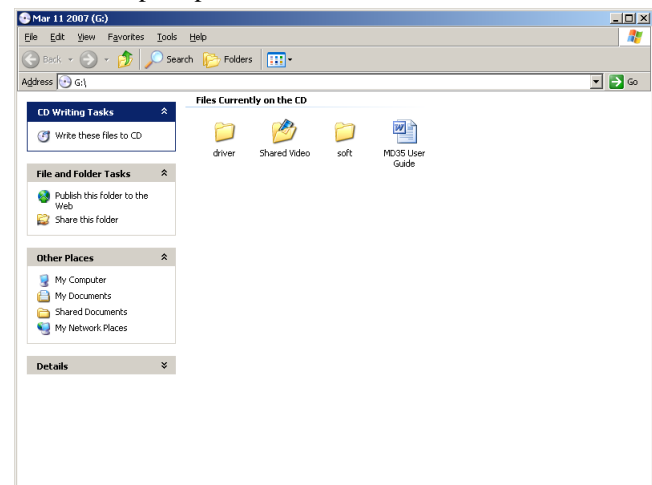 Mar 11 2007 (G:)
File Edit View Favorites Tools Help
Back Search Folders
Address G:\ Go
Files Currently on the CD
CD Writing Tasks
Write these files to CD
driver
Shared Video
soft
MD35 User
Guide
File and Folder Tasks
Publish this folder to the
Web
Share this folder
Other Places
My Computer
My Documents
Shared Documents
My Network Places
Details